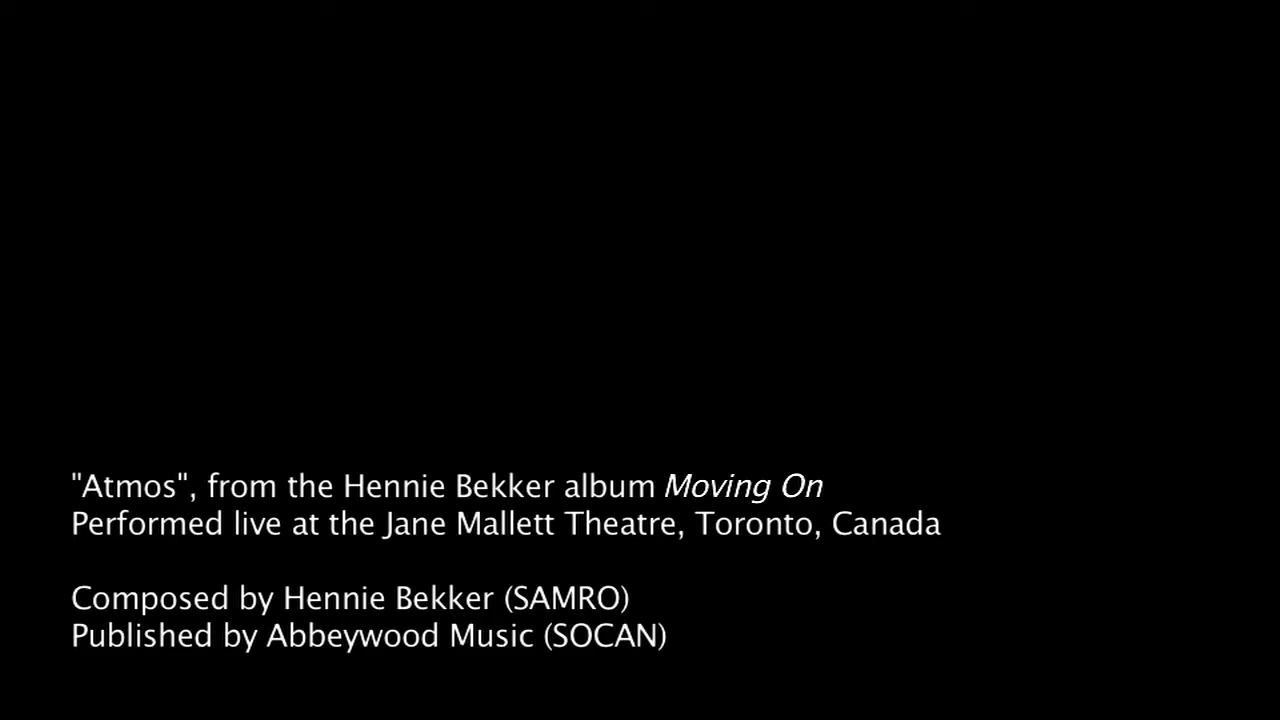 "Atmos", from the Hennie Bekker album Moving On
Performed live at the Jane Mallett Theatre, Toronto, Canada
Composed by Hennie Bekker (SAMRO)
Published by Abbeywood Music (SOCAN)